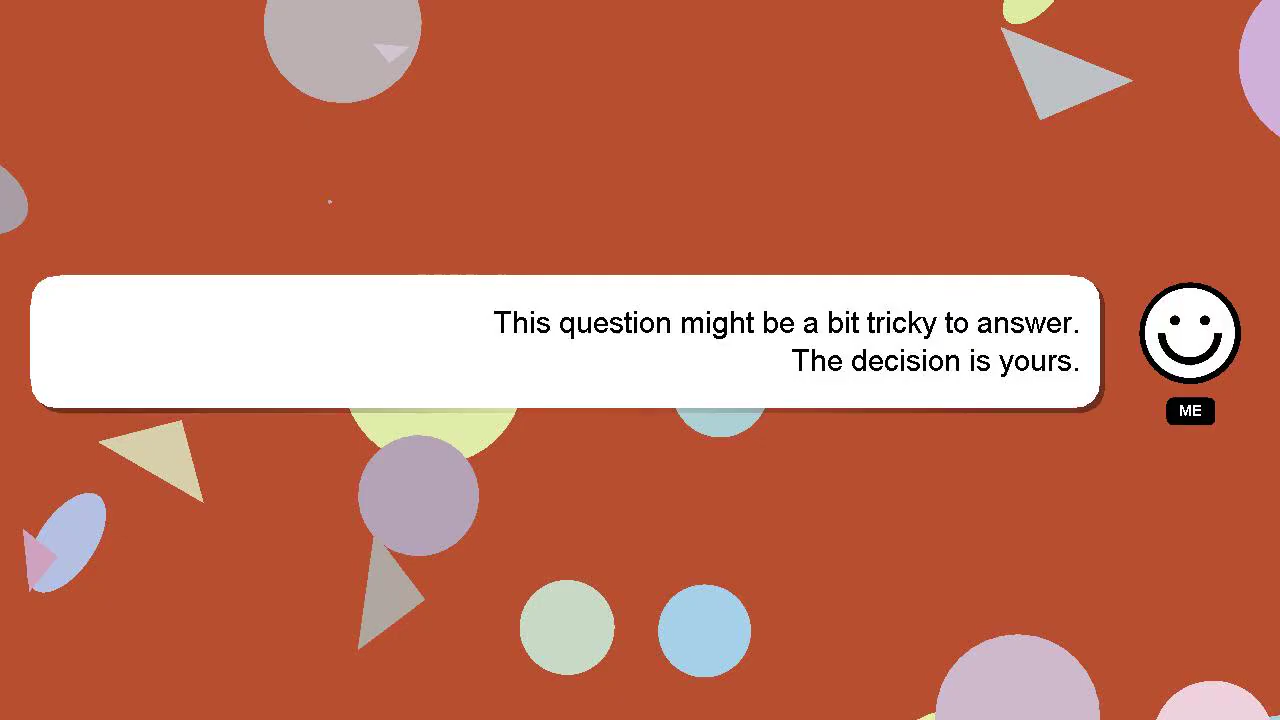 This question might be a bit tricky to answer.
The decision is yours.
ME